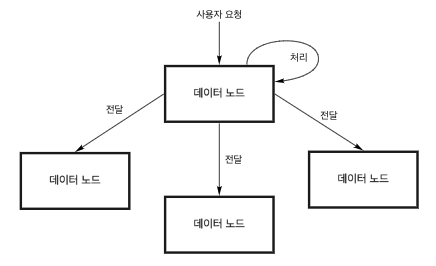 사용자 요청
처리
데이터 노드
전달
전달
전달
데이터 노드
데이터 노드
데이터 노드